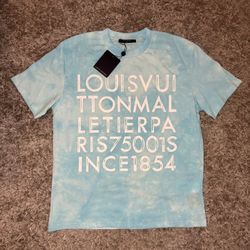 LOUISVUI
TTONMAL
LETIERPA
RIS75001S
INCE1854